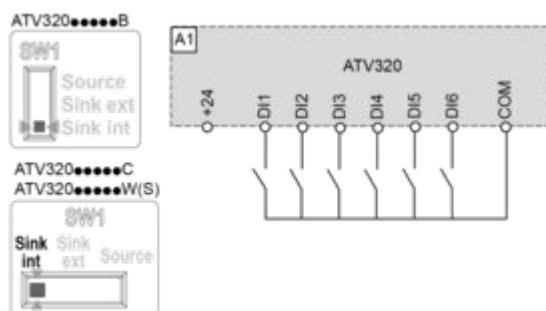 ATV320●●●●●B
SW1
Source
Sink ext
Sink int
A1
ATV320
+24
DI1
DI2
DI3
DI4
DI5
DI6
COM
ATV320●●●●●C
ATV320●●●●●W(S)
SW1
Sink int
Sink ext
Source